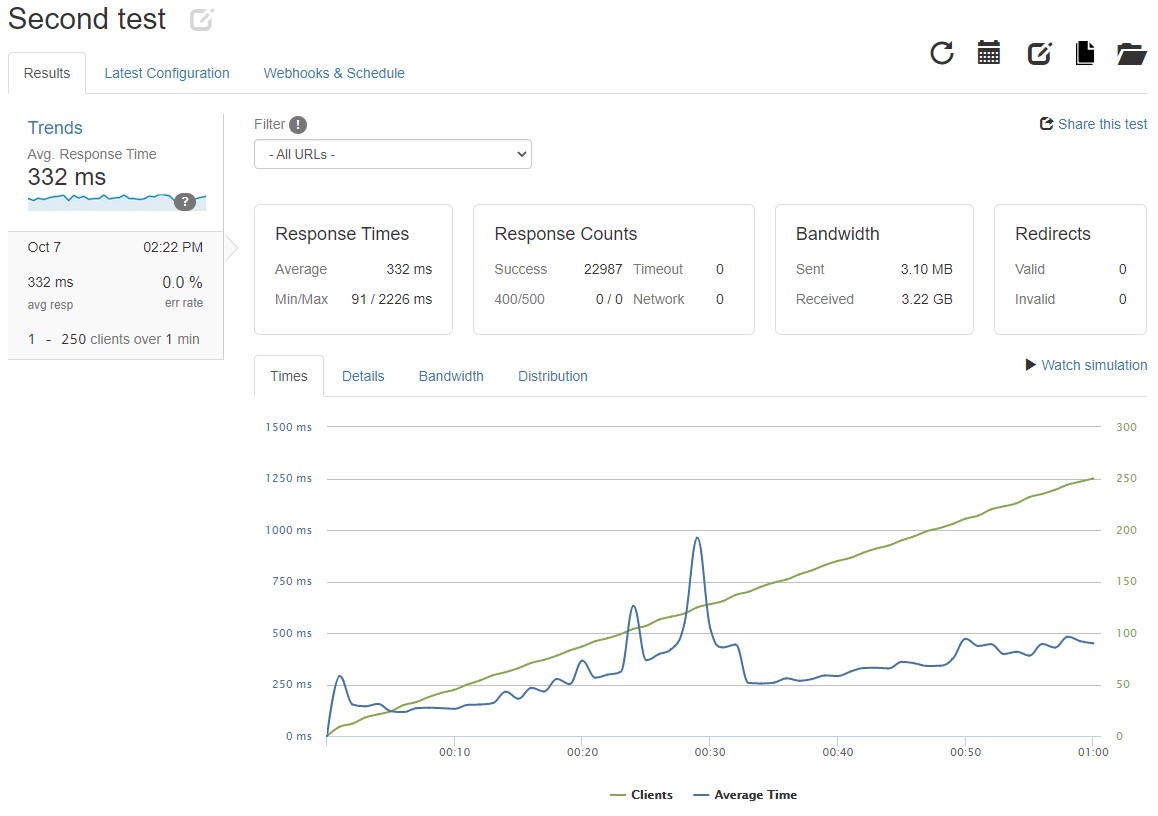 Second test
Results
Latest Configuration
Webhooks & Schedule
Trends
Avg. Response Time
332 ms
?
Oct 7 02:22 PM
332 ms 0.0 %
avg resp err rate
1 - 250 clients over 1 min
Filter !
- All URLs -
Share this test
Response Times
Average 332 ms
Min/Max 91 / 2226 ms
Response Counts
Success 22987 Timeout 0
400/500 0 / 0 Network 0
Bandwidth
Sent 3.10 MB
Received 3.22 GB
Redirects
Valid 0
Invalid 0
Times Details Bandwidth Distribution
Watch simulation
1500 ms 300
1250 ms 250
1000 ms 200
750 ms 150
500 ms 100
250 ms 50
0 ms 0
00:10 00:20 00:30 00:40 00:50 01:00
Clients Average Time